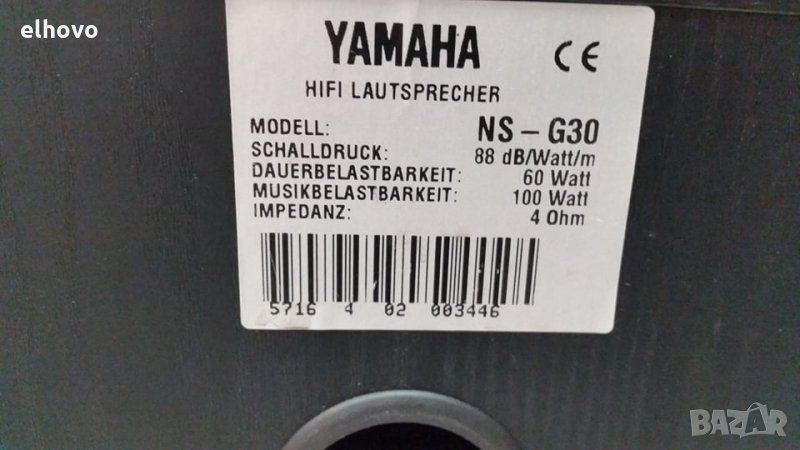 elhovo
YAMAHA CE
HIFI LAUTSPRECHER
MODELL: NS – G30
SCHALLDRUCK: 88 dB/Watt/m
DAUERBELASTBARKEIT: 60 Watt
MUSIKBELASTBARKEIT: 100 Watt
IMPEDANZ: 4 Ohm
5716 4 02 003446
BAZAR